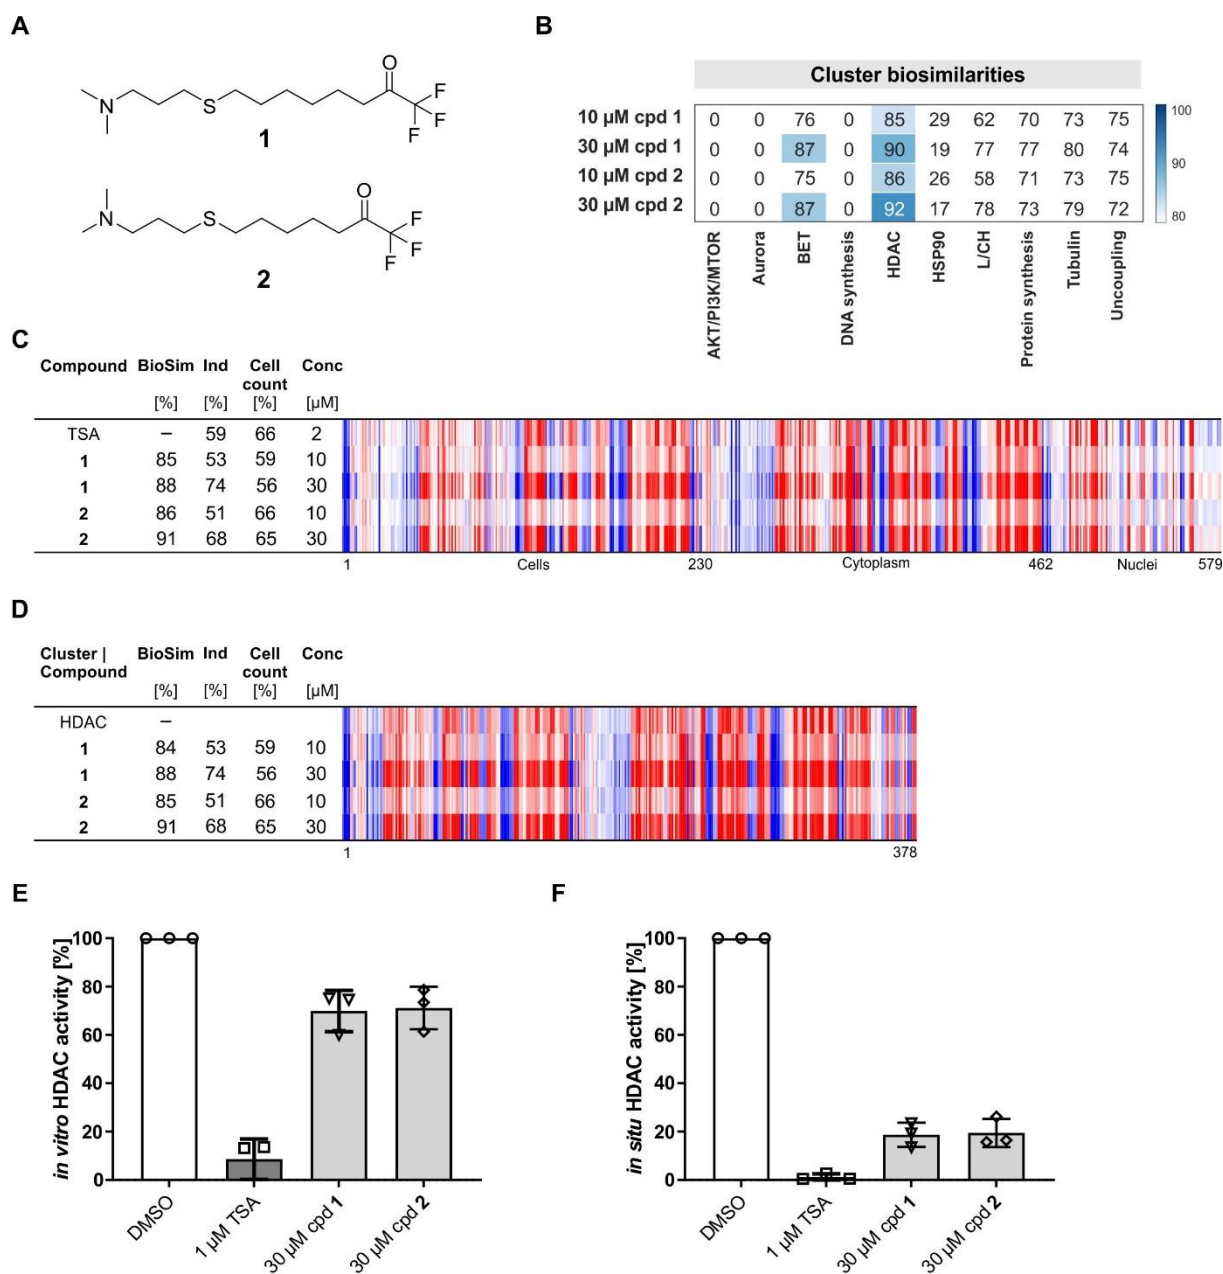 A
O
N
S
F
F
F
1
O
N
S
F
F
F
2
B
Cluster biosimilarities
10 µM cpd 1 0 0 76 0 85 29 62 70 73 75
30 µM cpd 1 0 0 87 0 90 19 77 77 80 74
10 µM cpd 2 0 0 75 0 86 26 58 71 73 75
30 µM cpd 2 0 0 87 0 92 17 78 73 79 72
100
90
80
AKT/PI3K/MTOR
Aurora
BET
DNA synthesis
HDAC
HSP90
L/CH
Protein synthesis
Tubulin
Uncoupling
C
Compound BioSim Ind Cell Conc
count
[%] [%] [%] [µM]
TSA – 59 66 2
1 85 53 59 10
1 88 74 56 30
2 86 51 66 10
2 91 68 65 30
1 Cells 230 Cytoplasm 462 Nuclei 579
D
Cluster | BioSim Ind Cell Conc
Compound count
[%] [%] [%] [µM]
HDAC –
1 84 53 59 10
1 88 74 56 30
2 85 51 66 10
2 91 68 65 30
1 378
E
in vitro HDAC activity [%]
100
80
60
40
20
0
DMSO
1 µM TSA
30 µM cpd 1
30 µM cpd 2
F
in situ HDAC activity [%]
100
80
60
40
20
0
DMSO
1 µM TSA
30 µM cpd 1
30 µM cpd 2